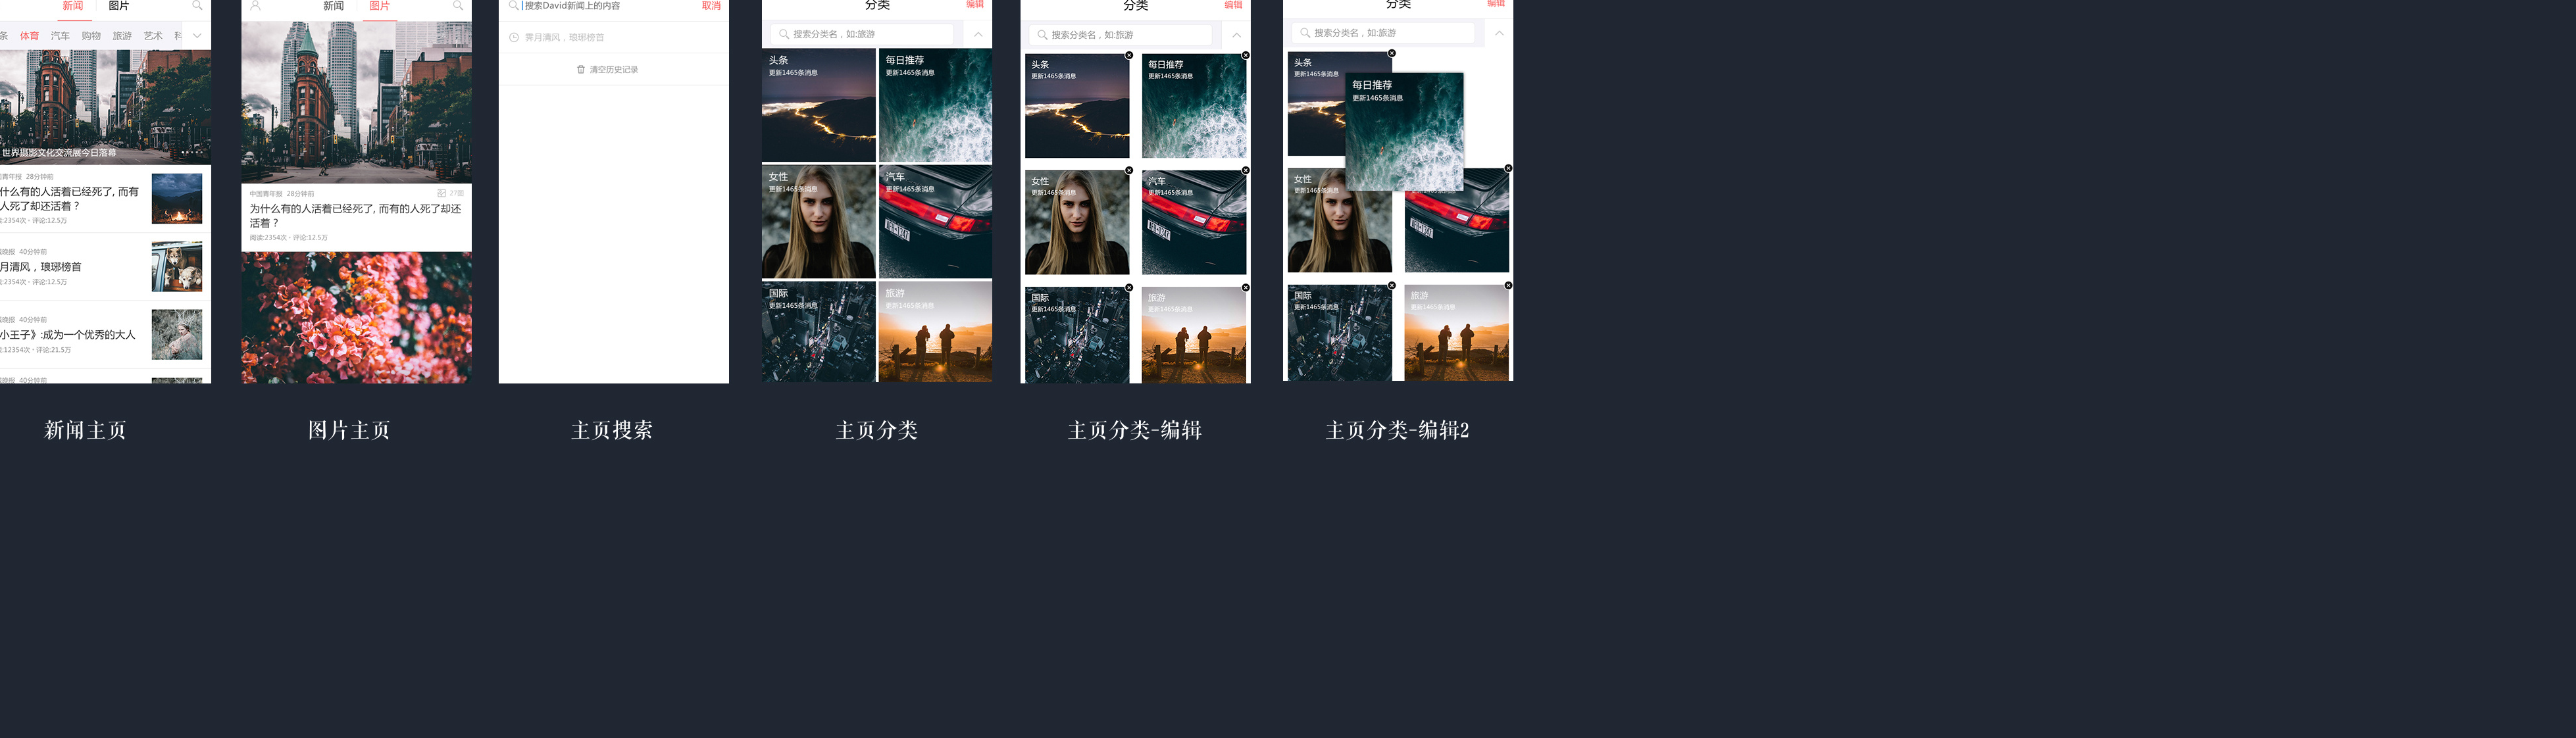 新闻
图片
条 体育 汽车 购物 旅游 艺术 科
世界摄影文化交流展今日落幕
青年报 28分钟前
什么有的人活着已经死了, 而有
人死了却还活着？
:2354次・评论:12.5万
晚报 40分钟前
月清风，琅琊榜首
:2354次・评论:12.5万
晚报 40分钟前
小王子》:成为一个优秀的大人
:12354次・评论:21.5万
晚报 40分钟前
新闻主页
新闻
图片
中国青年报 28分钟前
27图
为什么有的人活着已经死了, 而有的人死了却还
活着？
阅读:2354次・评论:12.5万
图片主页
搜索David新闻上的内容
取消
霁月清风，琅琊榜首
清空历史记录
主页搜索
分类
编辑
搜索分类名，如:旅游
头条
更新1465条消息
每日推荐
更新1465条消息
女性
更新1465条消息
汽车
更新1465条消息
国际
更新1465条消息
旅游
更新1465条消息
主页分类
分类
编辑
搜索分类名，如:旅游
头条
更新1465条消息
每日推荐
更新1465条消息
女性
更新1465条消息
汽车
更新1465条消息
国际
更新1465条消息
旅游
更新1465条消息
主页分类-编辑
分类
编辑
搜索分类名，如:旅游
头条
更新1465条消息
每日推荐
更新1465条消息
女性
更新1465条消息
国际
更新1465条消息
旅游
更新1465条消息
主页分类-编辑2